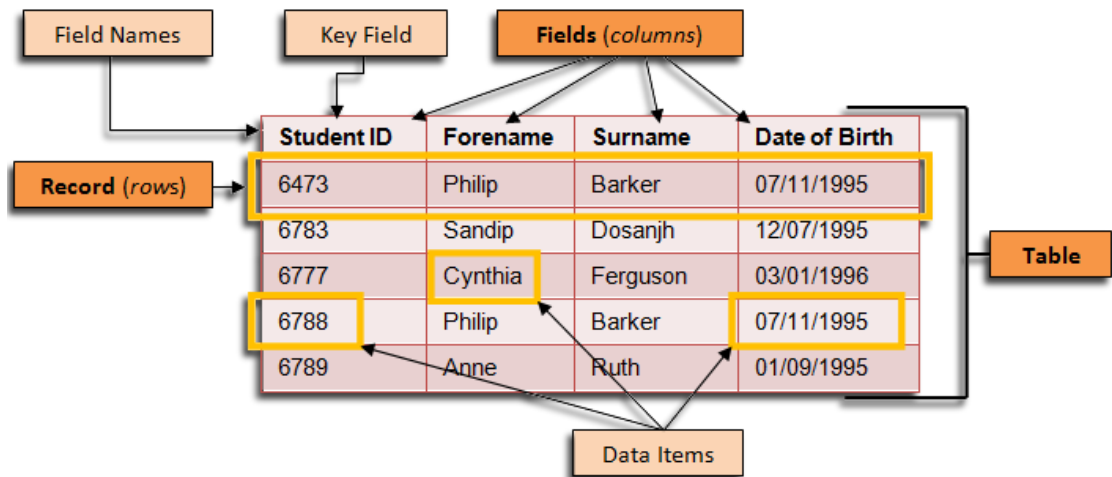 Field Names
Key Field
Fields (columns)
Student ID Forename Surname Date of Birth
Record (rows)
6473 Philip Barker 07/11/1995
6783 Sandip Dosanjh 12/07/1995
Table
6777 Cynthia Ferguson 03/01/1996
6788 Philip Barker 07/11/1995
6789 Anne Ruth 01/09/1995
Data Items